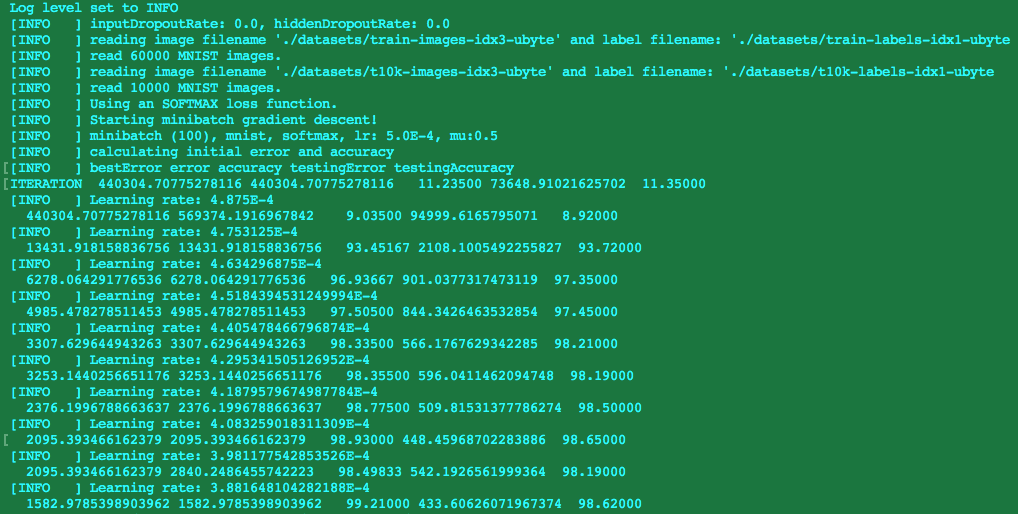 Log level set to INFO
[INFO   ] inputDropoutRate: 0.0, hiddenDropoutRate: 0.0
[INFO   ] reading image filename './datasets/train-images-idx3-ubyte' and label filename: './datasets/train-labels-idx1-ubyte
[INFO   ] read 60000 MNIST images.
[INFO   ] reading image filename './datasets/t10k-images-idx3-ubyte' and label filename: './datasets/t10k-labels-idx1-ubyte
[INFO   ] read 10000 MNIST images.
[INFO   ] Using an SOFTMAX loss function.
[INFO   ] Starting minibatch gradient descent!
[INFO   ] minibatch (100), mnist, softmax, lr: 5.0E-4, mu:0.5
[INFO   ] calculating initial error and accuracy
[[INFO   ] bestError error accuracy testingError testingAccuracy
[ITERATION  440304.70775278116 440304.70775278116   11.23500 73648.91021625702  11.35000
[INFO   ] Learning rate: 4.875E-4
  440304.70775278116 569374.1916967842    9.03500 94999.6165795071   8.92000
[INFO   ] Learning rate: 4.753125E-4
  13431.918158836756 13431.918158836756   93.45167 2108.1005492255827  93.72000
[INFO   ] Learning rate: 4.634296875E-4
  6278.064291776536 6278.064291776536   96.93667 901.0377317473119  97.35000
[INFO   ] Learning rate: 4.5184394531249994E-4
  4985.478278511453 4985.478278511453   97.50500 844.3426463532854  97.45000
[INFO   ] Learning rate: 4.405478466796874E-4
  3307.629644943263 3307.629644943263   98.33500 566.1767629342285  98.21000
[INFO   ] Learning rate: 4.295341505126952E-4
  3253.1440256651176 3253.1440256651176   98.35500 596.0411462094748  98.19000
[INFO   ] Learning rate: 4.1879579674987784E-4
  2376.1996788663637 2376.1996788663637   98.77500 509.81531377786274  98.50000
[INFO   ] Learning rate: 4.083259018311309E-4
[ 2095.393466162379 2095.393466162379   98.93000 448.45968702283886  98.65000
[INFO   ] Learning rate: 3.981177542853526E-4
  2095.393466162379 2840.2486455742223   98.49833 542.1926561999364  98.19000
[INFO   ] Learning rate: 3.881648104282188E-4
  1582.9785398903962 1582.9785398903962   99.21000 433.60626071967374  98.62000